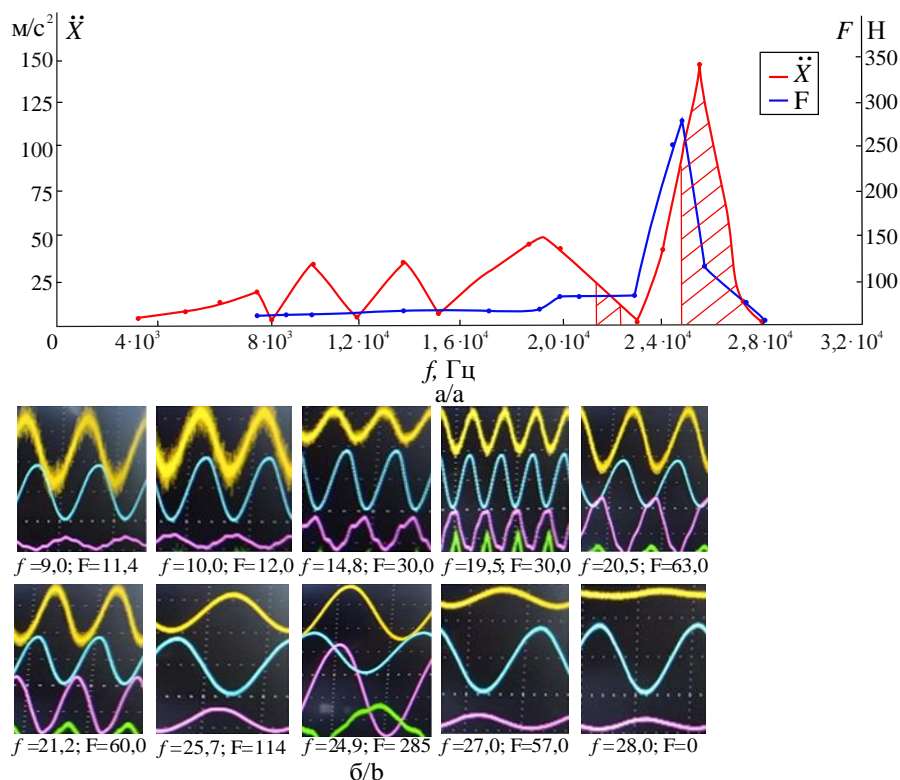 м/с² Ẍ F Н
150 350
125 300
100 250
75 200
50 150
25 100
Ẍ
F
0 4·10³ 8·10³ 1,2·10⁴ 1,6·10⁴ 2,0·10⁴ 2,4·10⁴ 2,8·10⁴ 3,2·10⁴
f, Гц
а/a
f=9,0; F=11,4 f=10,0; F=12,0 f=14,8; F=30,0 f=19,5; F=30,0 f=20,5; F=63,0
f=21,2; F=60,0 f=25,7; F=114 f=24,9; F=285 f=27,0; F=57,0 f=28,0; F=0
б/b